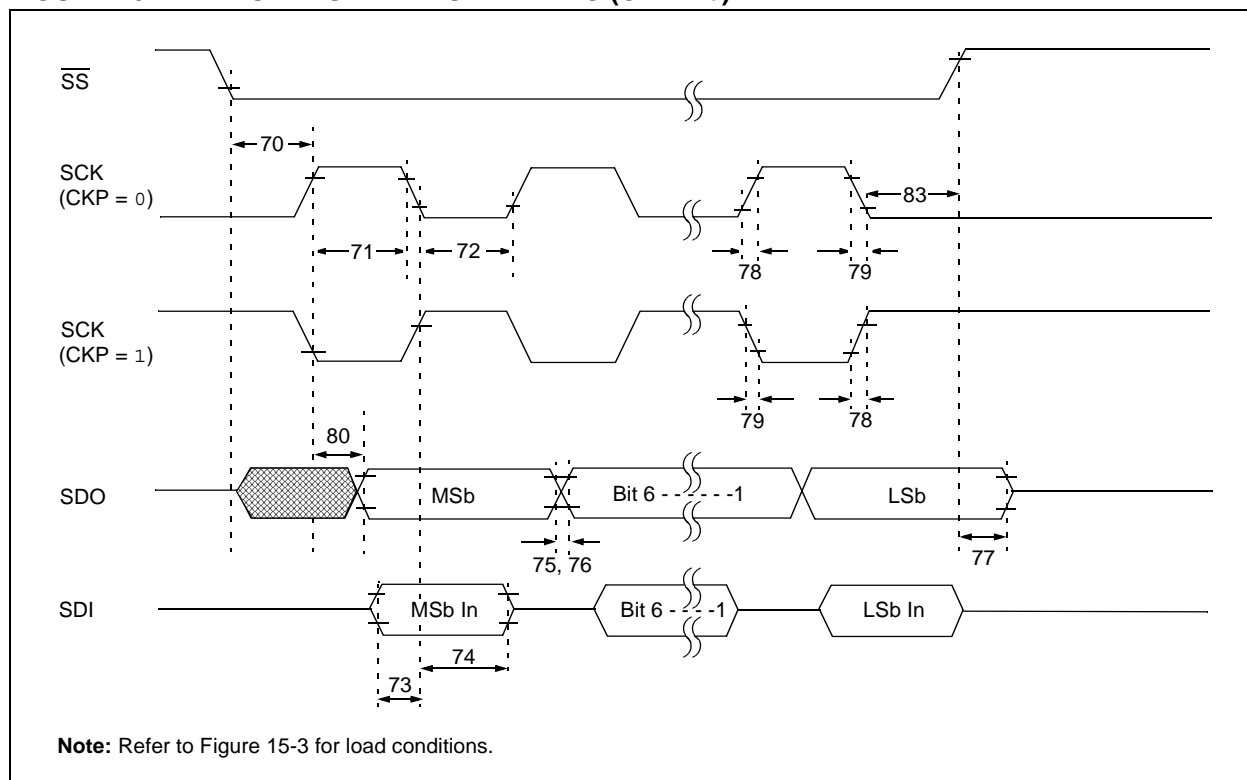 SS
70
SCK
(CKP = 0)
83
71
72
78
79
SCK
(CKP = 1)
79
78
80
SDO
MSb
Bit 6 - - - - - -1
LSb
75, 76
77
SDI
MSb In
Bit 6 - - - - -1
LSb In
74
73
Note: Refer to Figure 15-3 for load conditions.